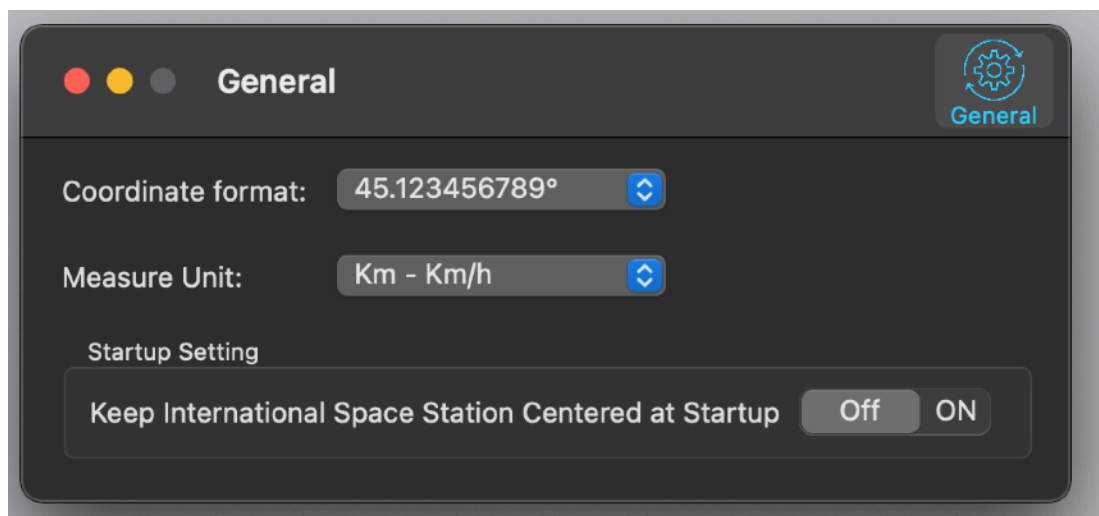 General
General
Coordinate format: 45.123456789°
Measure Unit: Km - Km/h
Startup Setting
Keep International Space Station Centered at Startup Off ON